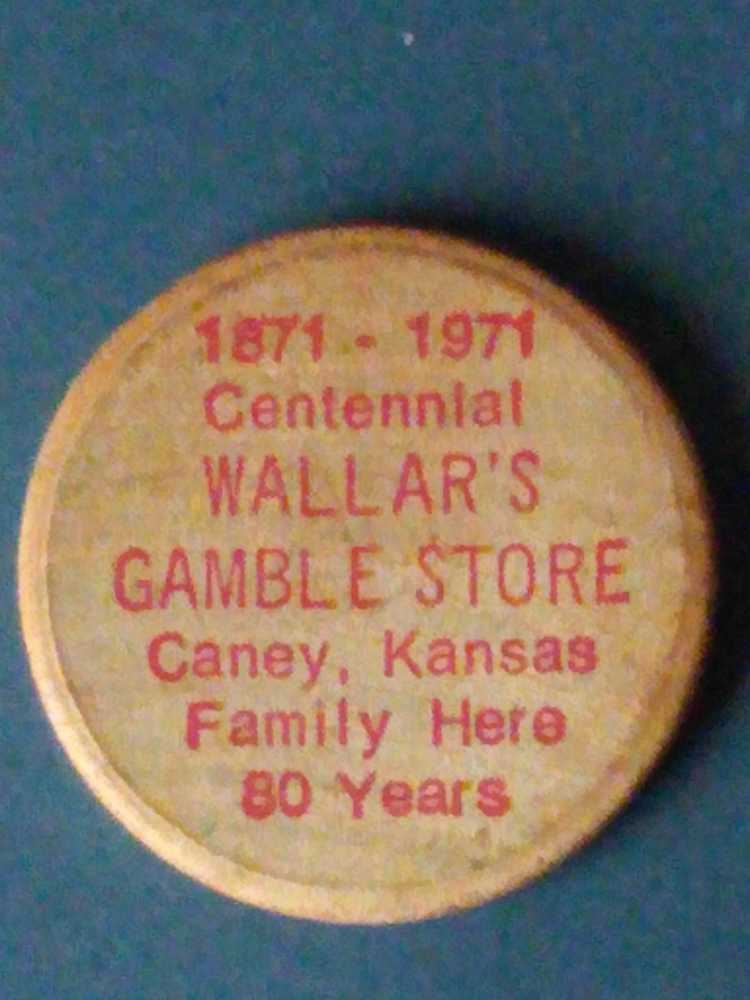 1871 - 1971
Centennial
WALLAR'S
GAMBLE STORE
Caney, Kansas
Family Here
80 Years